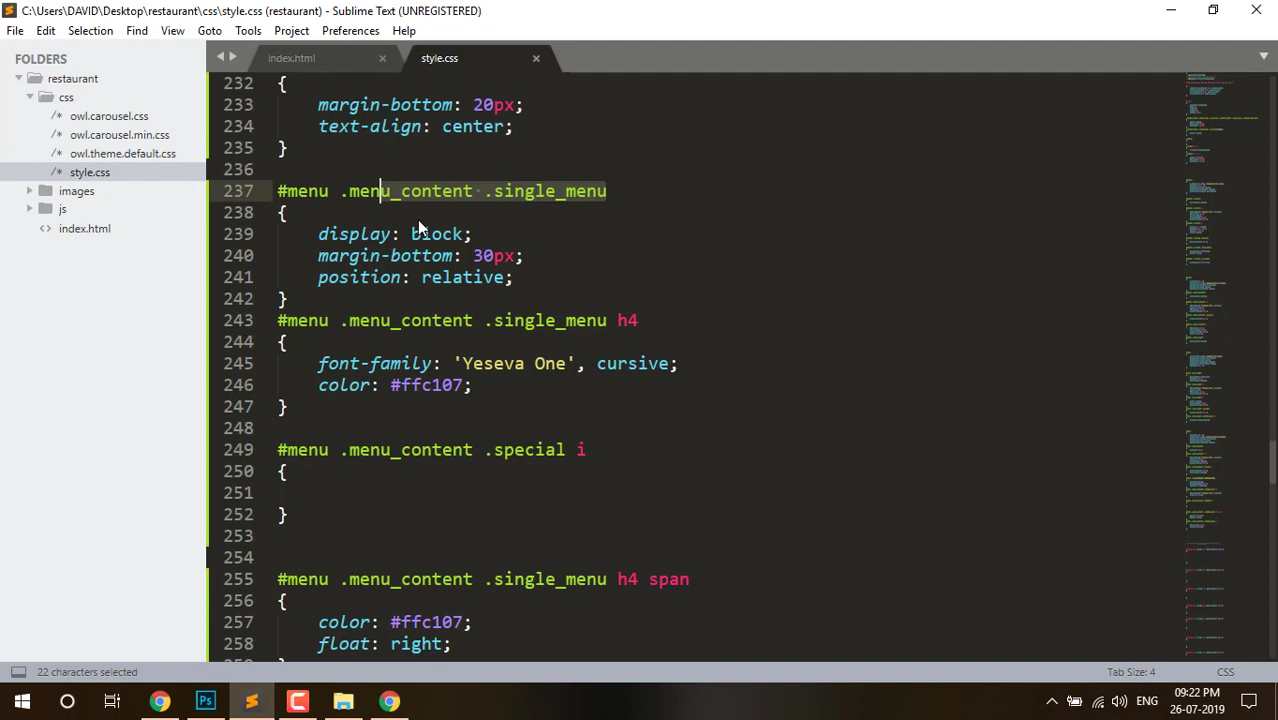 C:\Users\DAVID\Desktop\restaurant\css\style.css (restaurant) - Sublime Text (UNREGISTERED)
File Edit Selection Find View Goto Tools Project Preferences Help
FOLDERS
restaurant
css
/* owl.carousel.css
/* owl.carousel.min.css
/* owl.theme.default.css
/* style.css
images
js
<> index.html
index.html
style.css
232 {
233 margin-bottom: 20px;
234 text-align: center;
235 }
236
237 #menu .menu_content .single_menu
238 {
239 display: block;
240 margin-bottom: 30px;
241 position: relative;
242 }
243 #menu .menu_content .single_menu h4
244 {
245 font-family: 'Yeseva One', cursive;
246 color: #ffc107;
247 }
248
249 #menu .menu_content .special i
250 {
251
252 }
253
254
255 #menu .menu_content .single_menu h4 span
256 {
257 color: #ffc107;
258 float: right;
22 characters selected
Tab Size: 4
CSS
Ps
ENG
09:22 PM
26-07-2019